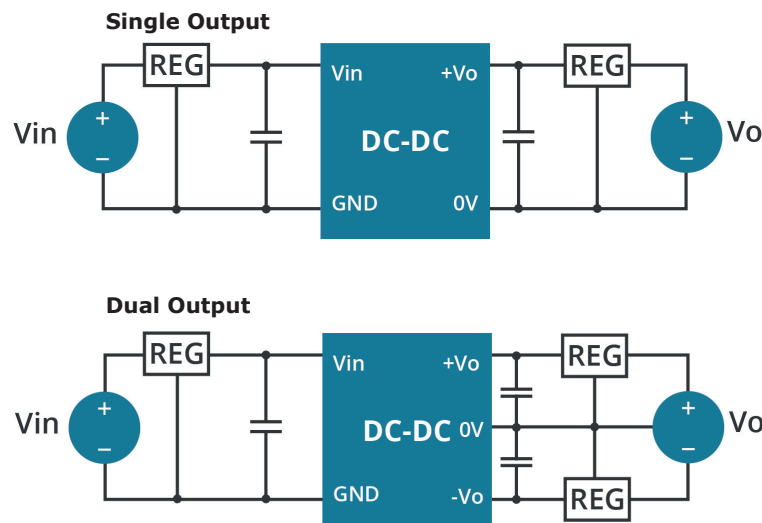 Single Output
REG
REG
Vin
+Vo
Vin
+
−
DC-DC
+
−
Vo
GND
0V
Dual Output
REG
REG
Vin
+Vo
Vin
+
−
DC-DC
0V
+
−
Vo
GND
-Vo
REG